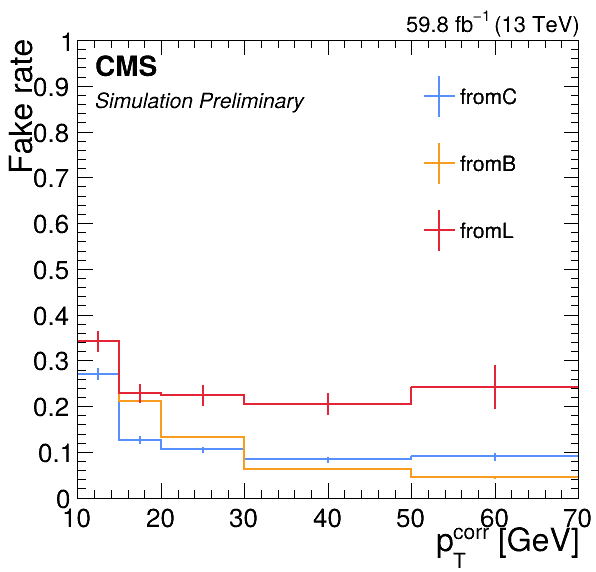 59.8 fb⁻¹ (13 TeV)
CMS
Simulation Preliminary
Fake rate
fromC
fromB
fromL
1
0.9
0.8
0.7
0.6
0.5
0.4
0.3
0.2
0.1
0
10 20 30 40 50 60 70
p_T^corr [GeV]